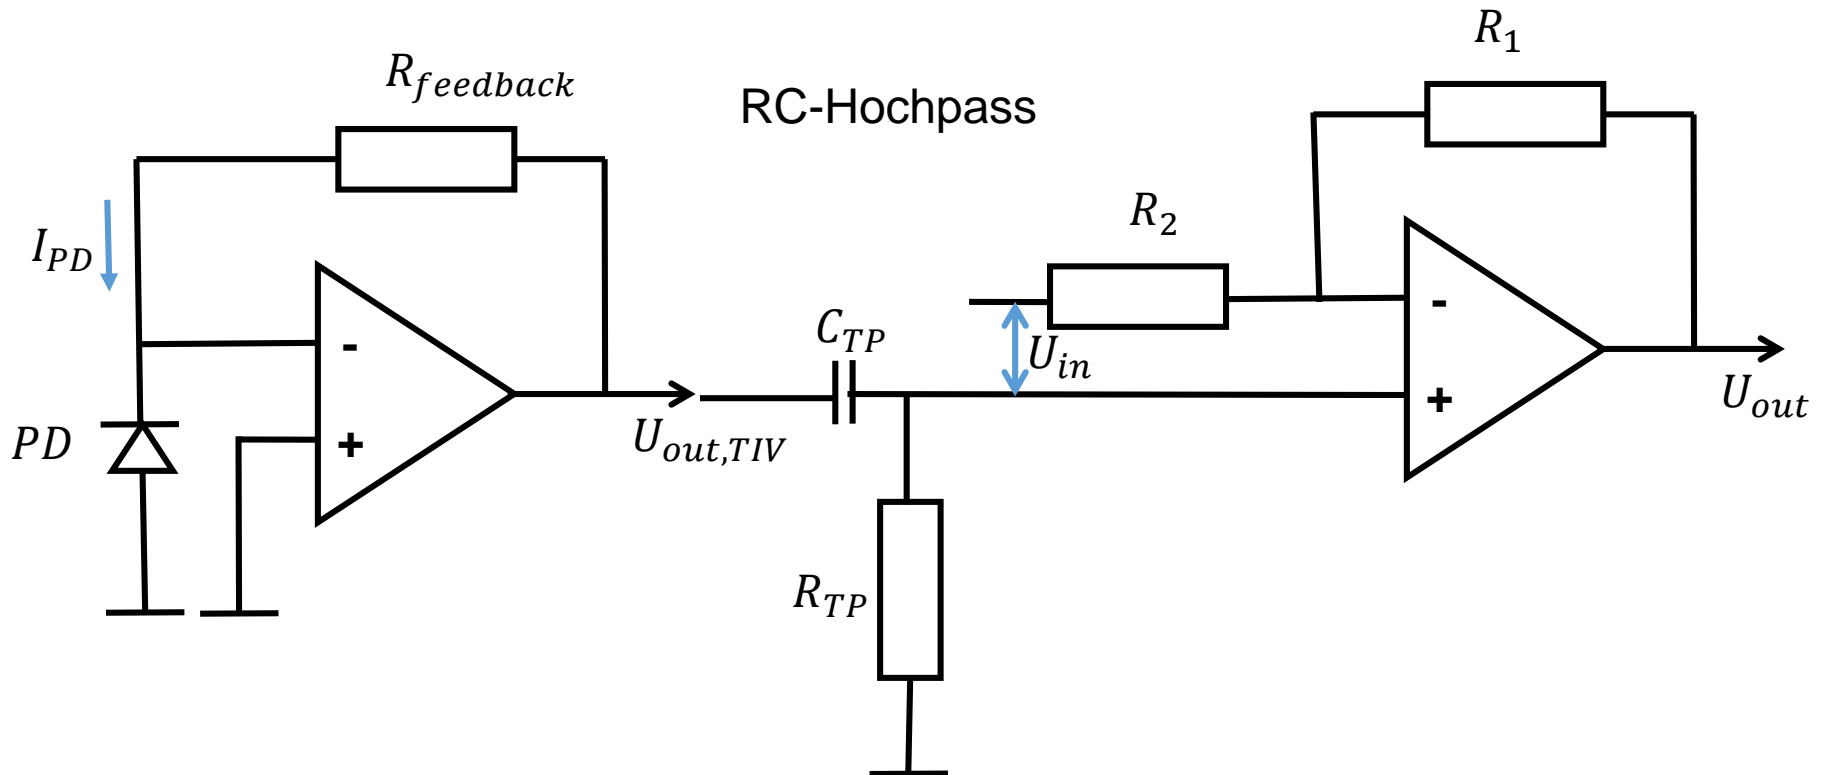 R_feedback
RC-Hochpass
R_1
I_PD
R_2
-
+
PD
U_out,TIV
C_TP
U_in
R_TP
-
+
U_out